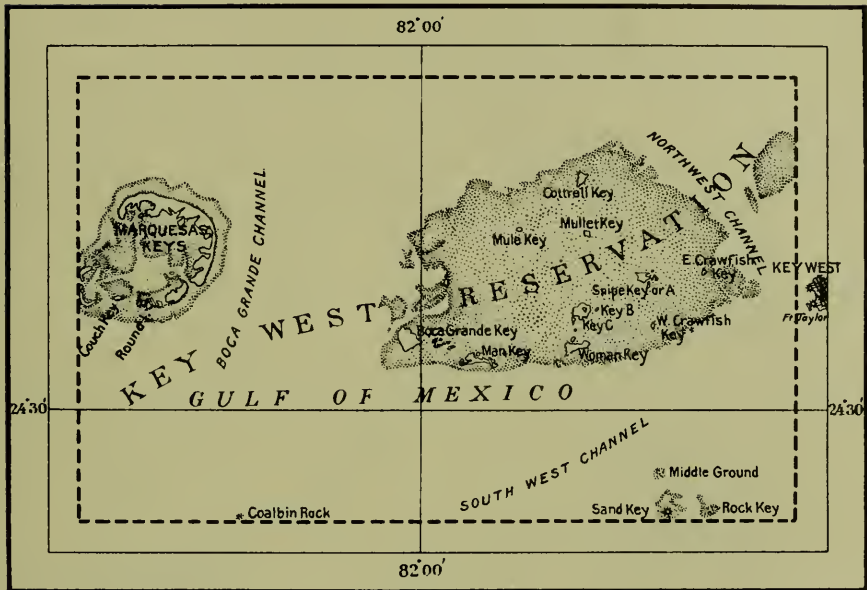 82°00'
NORTHWEST CHANNEL
Cottrell Key
MARQUESAS
KEYS
BOCA GRANDE CHANNEL
Mullet Key
Mule Key
E. Crawfish
Key
KEY WEST
Snipe Key or A
Key B
Key C
Ft. Taylor
Couch Key
Round
Boca Grande Key
W. Crawfish
Key
Man Key
Woman Key
KEY WEST RESERVATION
GULF OF MEXICO
24°30'
24°30'
SOUTH WEST CHANNEL
Middle Ground
Coalbin Rock
Sand Key
Rock Key
82°00'